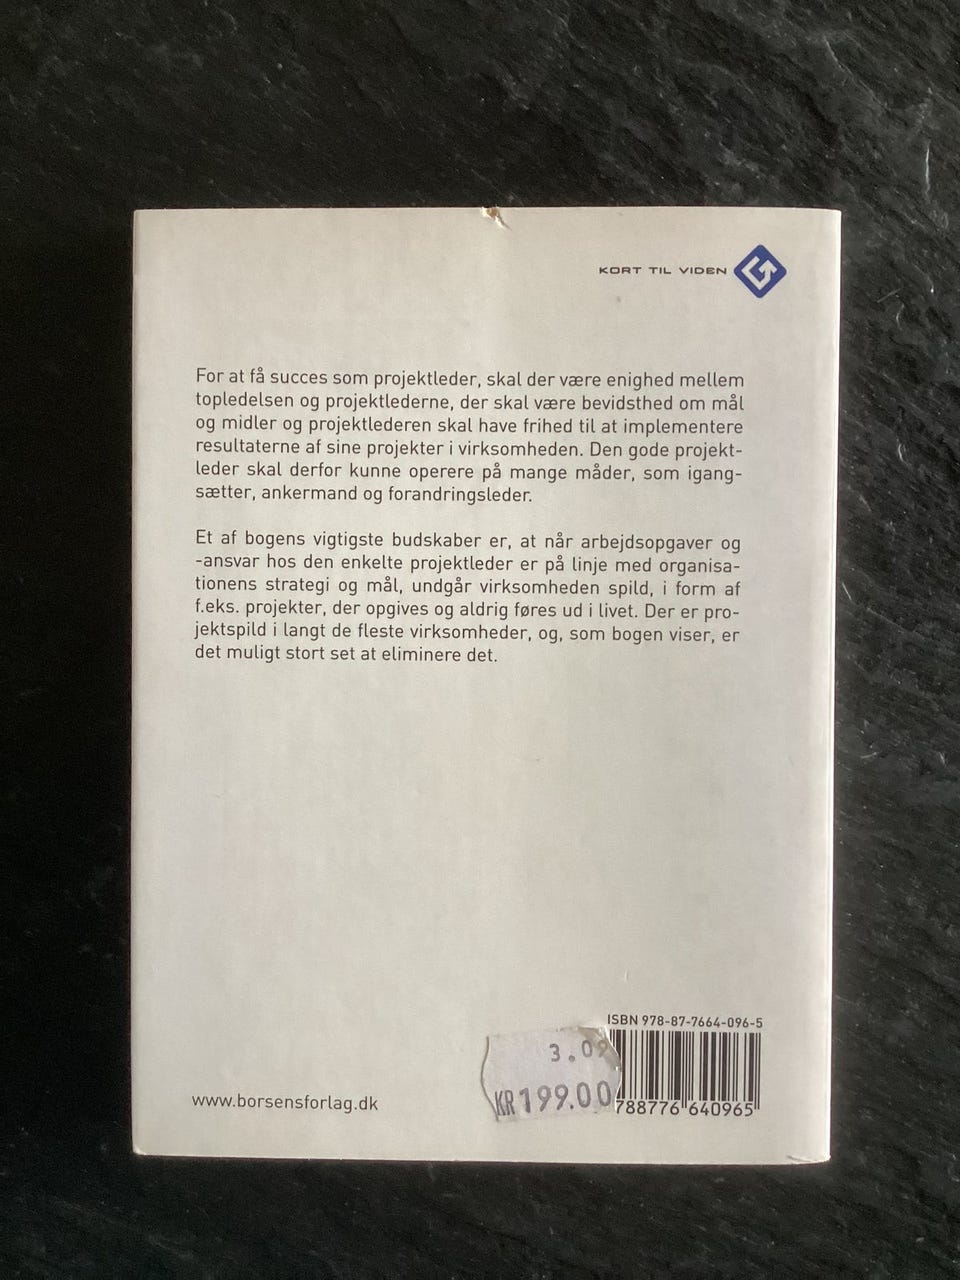 KORT TIL VIDEN
For at få succes som projektleder, skal der være enighed mellem
topledelsen og projektlederne, der skal være bevidsthed om mål
og midler og projektlederen skal have frihed til at implementere
resultaterne af sine projekter i virksomheden. Den gode projekt-
leder skal derfor kunne operere på mange måder, som igang-
sætter, ankermand og forandringsleder.
Et af bogens vigtigste budskaber er, at når arbejdsopgaver og
-ansvar hos den enkelte projektleder er på linje med organisa-
tionens strategi og mål, undgår virksomheden spild, i form af
f.eks. projekter, der opgives og aldrig føres ud i livet. Der er pro-
jektspild i langt de fleste virksomheder, og, som bogen viser, er
det muligt stort set at eliminere det.
ISBN 978-87-7664-096-5
3.09
KR199.00
788776 640965
www.borsensforlag.dk